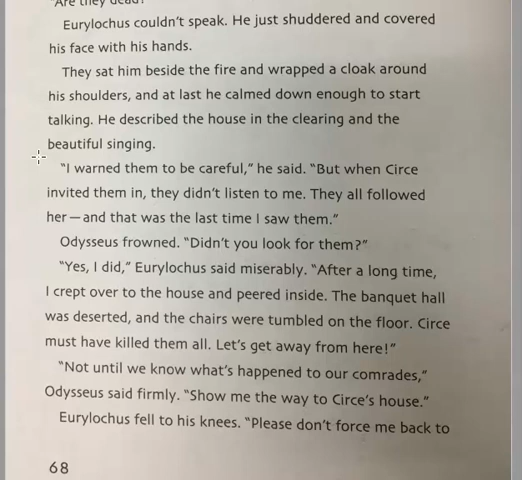 "Are they dead?"
Eurylochus couldn't speak. He just shuddered and covered
his face with his hands.
They sat him beside the fire and wrapped a cloak around
his shoulders, and at last he calmed down enough to start
talking. He described the house in the clearing and the
beautiful singing.
"I warned them to be careful," he said. "But when Circe
invited them in, they didn't listen to me. They all followed
her—and that was the last time I saw them."
Odysseus frowned. "Didn't you look for them?"
"Yes, I did," Eurylochus said miserably. "After a long time,
I crept over to the house and peered inside. The banquet hall
was deserted, and the chairs were tumbled on the floor. Circe
must have killed them all. Let's get away from here!"
"Not until we know what's happened to our comrades,"
Odysseus said firmly. "Show me the way to Circe's house."
Eurylochus fell to his knees. "Please don't force me back to
68